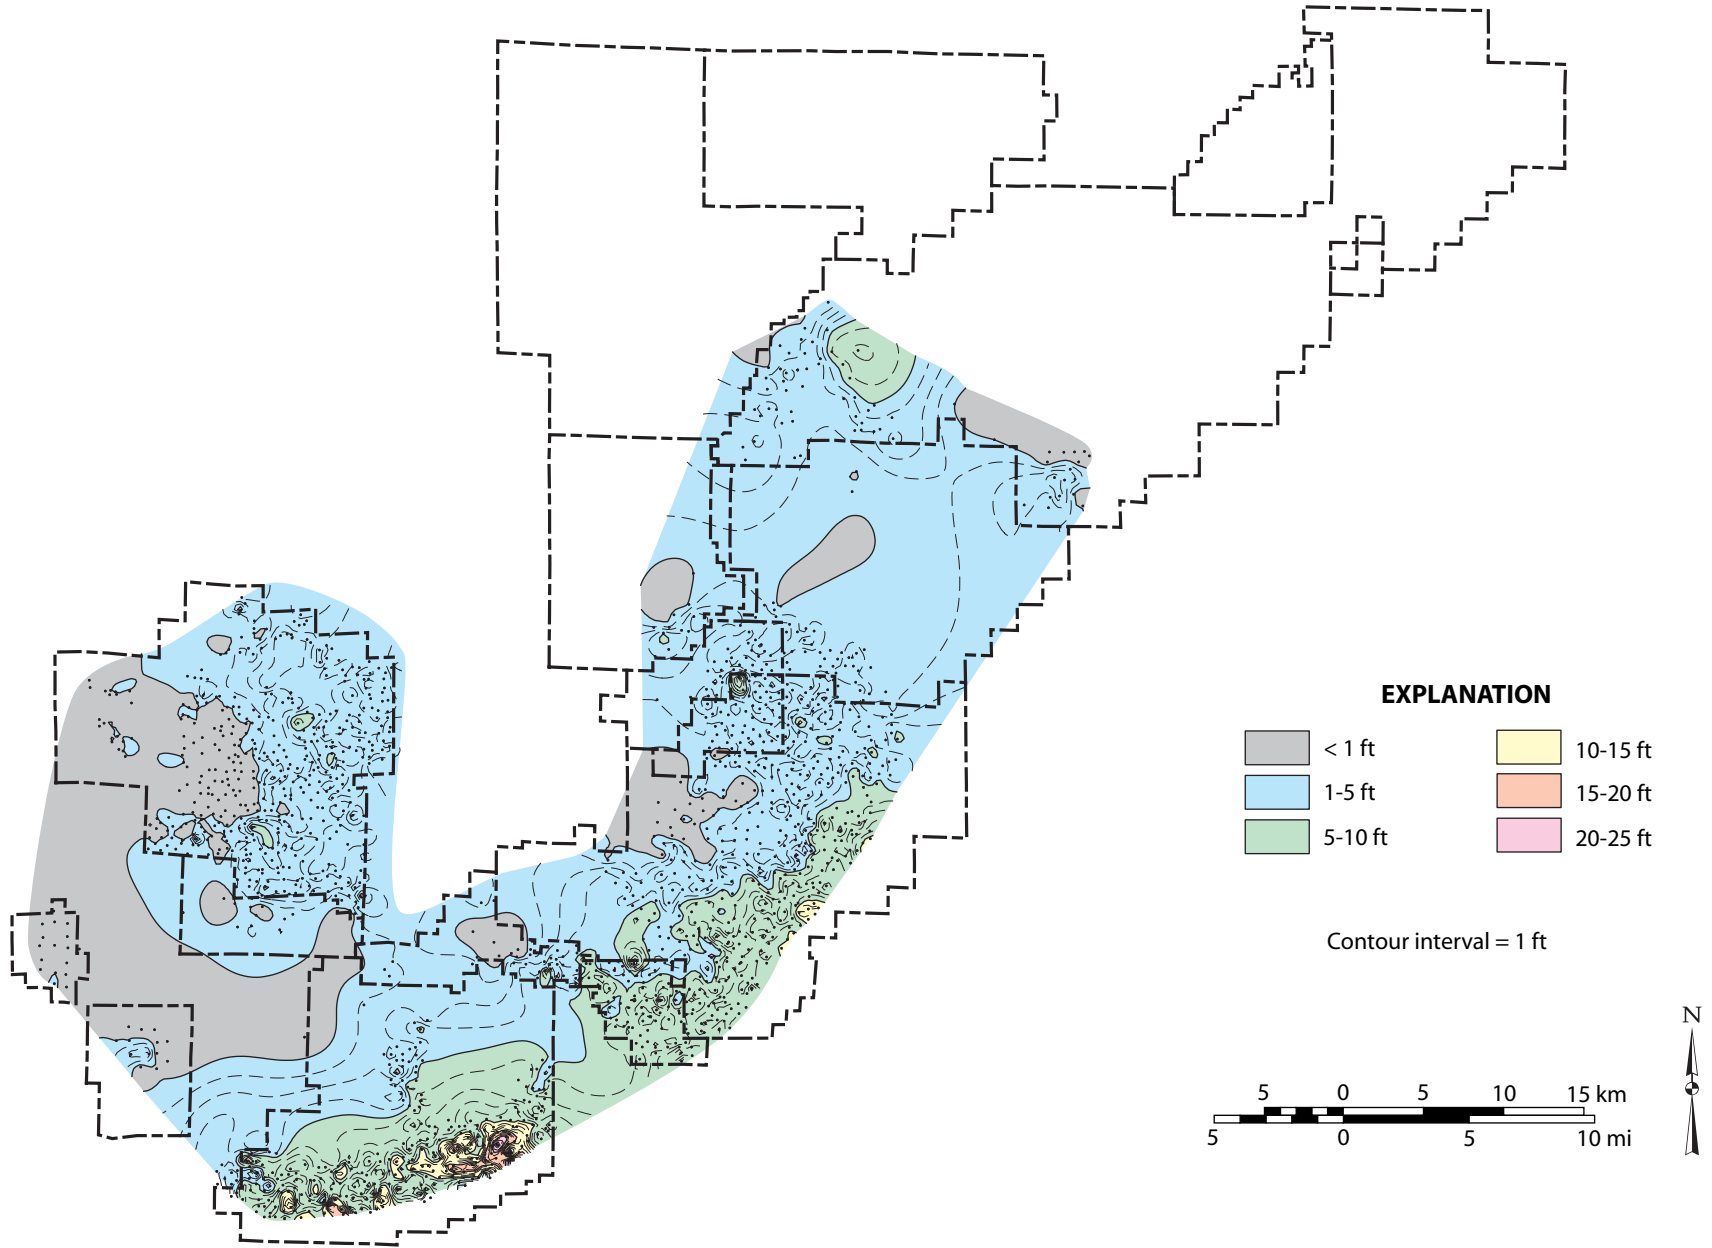 EXPLANATION
< 1 ft
10-15 ft
1-5 ft
15-20 ft
5-10 ft
20-25 ft
Contour interval = 1 ft
N
5 0 5 10 15 km
5 0 5 10 mi